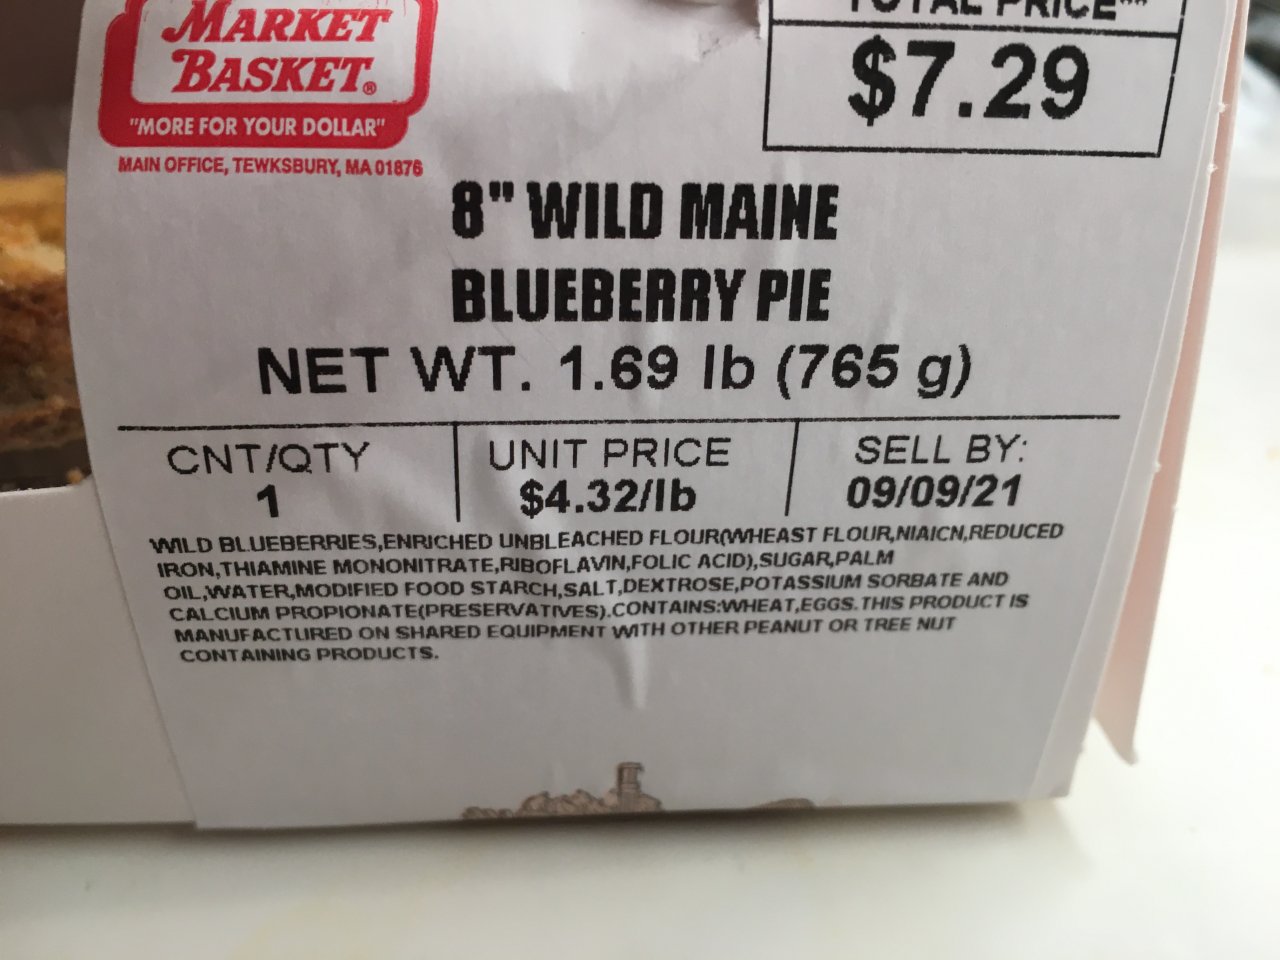 MARKET
BASKET®
"MORE FOR YOUR DOLLAR"
MAIN OFFICE, TEWKSBURY, MA 01876
TOTAL PRICE**
$7.29
8" WILD MAINE
BLUEBERRY PIE
NET WT. 1.69 lb (765 g)
CNT/QTY
1
UNIT PRICE
$4.32/lb
SELL BY:
09/09/21
WILD BLUEBERRIES,ENRICHED UNBLEACHED FLOUR(WHEAST FLOUR,NIAICN,REDUCED
IRON,THIAMINE MONONITRATE,RIBOFLAVIN,FOLIC ACID),SUGAR,PALM
OIL,WATER,MODIFIED FOOD STARCH,SALT,DEXTROSE,POTASSIUM SORBATE AND
CALCIUM PROPIONATE(PRESERVATIVES).CONTAINS:WHEAT,EGGS.THIS PRODUCT IS
MANUFACTURED ON SHARED EQUIPMENT WITH OTHER PEANUT OR TREE NUT
CONTAINING PRODUCTS.